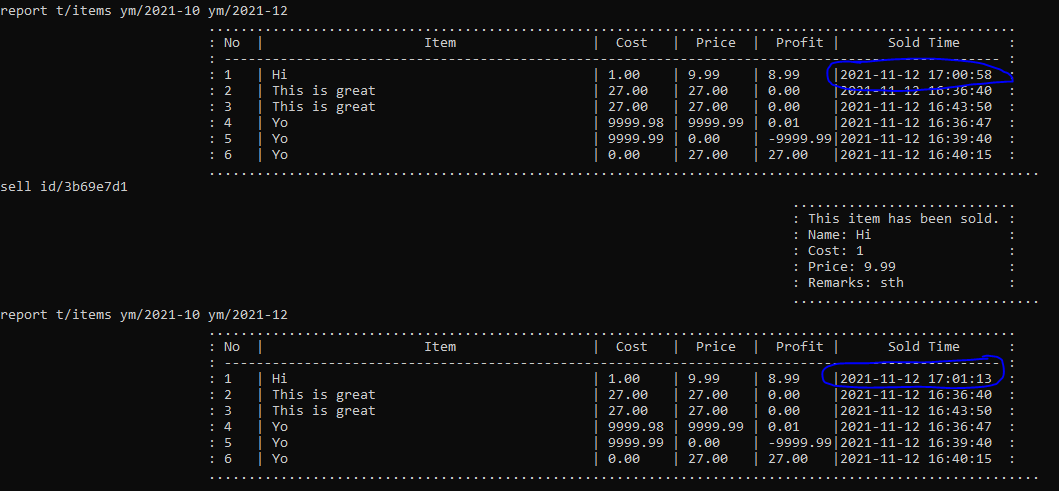 report t/items ym/2021-10 ym/2021-12
.....................................................................................................
: No  |                    Item                 |  Cost   |  Price  |  Profit |      Sold Time      :
: ------------------------------------------------------------------------------------------------- :
: 1   | Hi                                      | 1.00    | 9.99    | 8.99    |2021-11-12 17:00:58  :
: 2   | This is great                           | 27.00   | 27.00   | 0.00    |2021-11-12 16:36:40  :
: 3   | This is great                           | 27.00   | 27.00   | 0.00    |2021-11-12 16:43:50  :
: 4   | Yo                                      | 9999.98 | 9999.99 | 0.01    |2021-11-12 16:36:47  :
: 5   | Yo                                      | 9999.99 | 0.00    | -9999.99|2021-11-12 16:39:40  :
: 6   | Yo                                      | 0.00    | 27.00   | 27.00   |2021-11-12 16:40:15  :
........................................................................................................
sell id/3b69e7d1
............................
: This item has been sold. :
: Name: Hi                 :
: Cost: 1                  :
: Price: 9.99              :
: Remarks: sth             :
...............................
report t/items ym/2021-10 ym/2021-12
.....................................................................................................
: No  |                    Item                 |  Cost   |  Price  |  Profit |      Sold Time      :
: ------------------------------------------------------------------------------------------------- :
: 1   | Hi                                      | 1.00    | 9.99    | 8.99    |2021-11-12 17:01:13  :
: 2   | This is great                           | 27.00   | 27.00   | 0.00    |2021-11-12 16:36:40  :
: 3   | This is great                           | 27.00   | 27.00   | 0.00    |2021-11-12 16:43:50  :
: 4   | Yo                                      | 9999.98 | 9999.99 | 0.01    |2021-11-12 16:36:47  :
: 5   | Yo                                      | 9999.99 | 0.00    | -9999.99|2021-11-12 16:39:40  :
: 6   | Yo                                      | 0.00    | 27.00   | 27.00   |2021-11-12 16:40:15  :
........................................................................................................